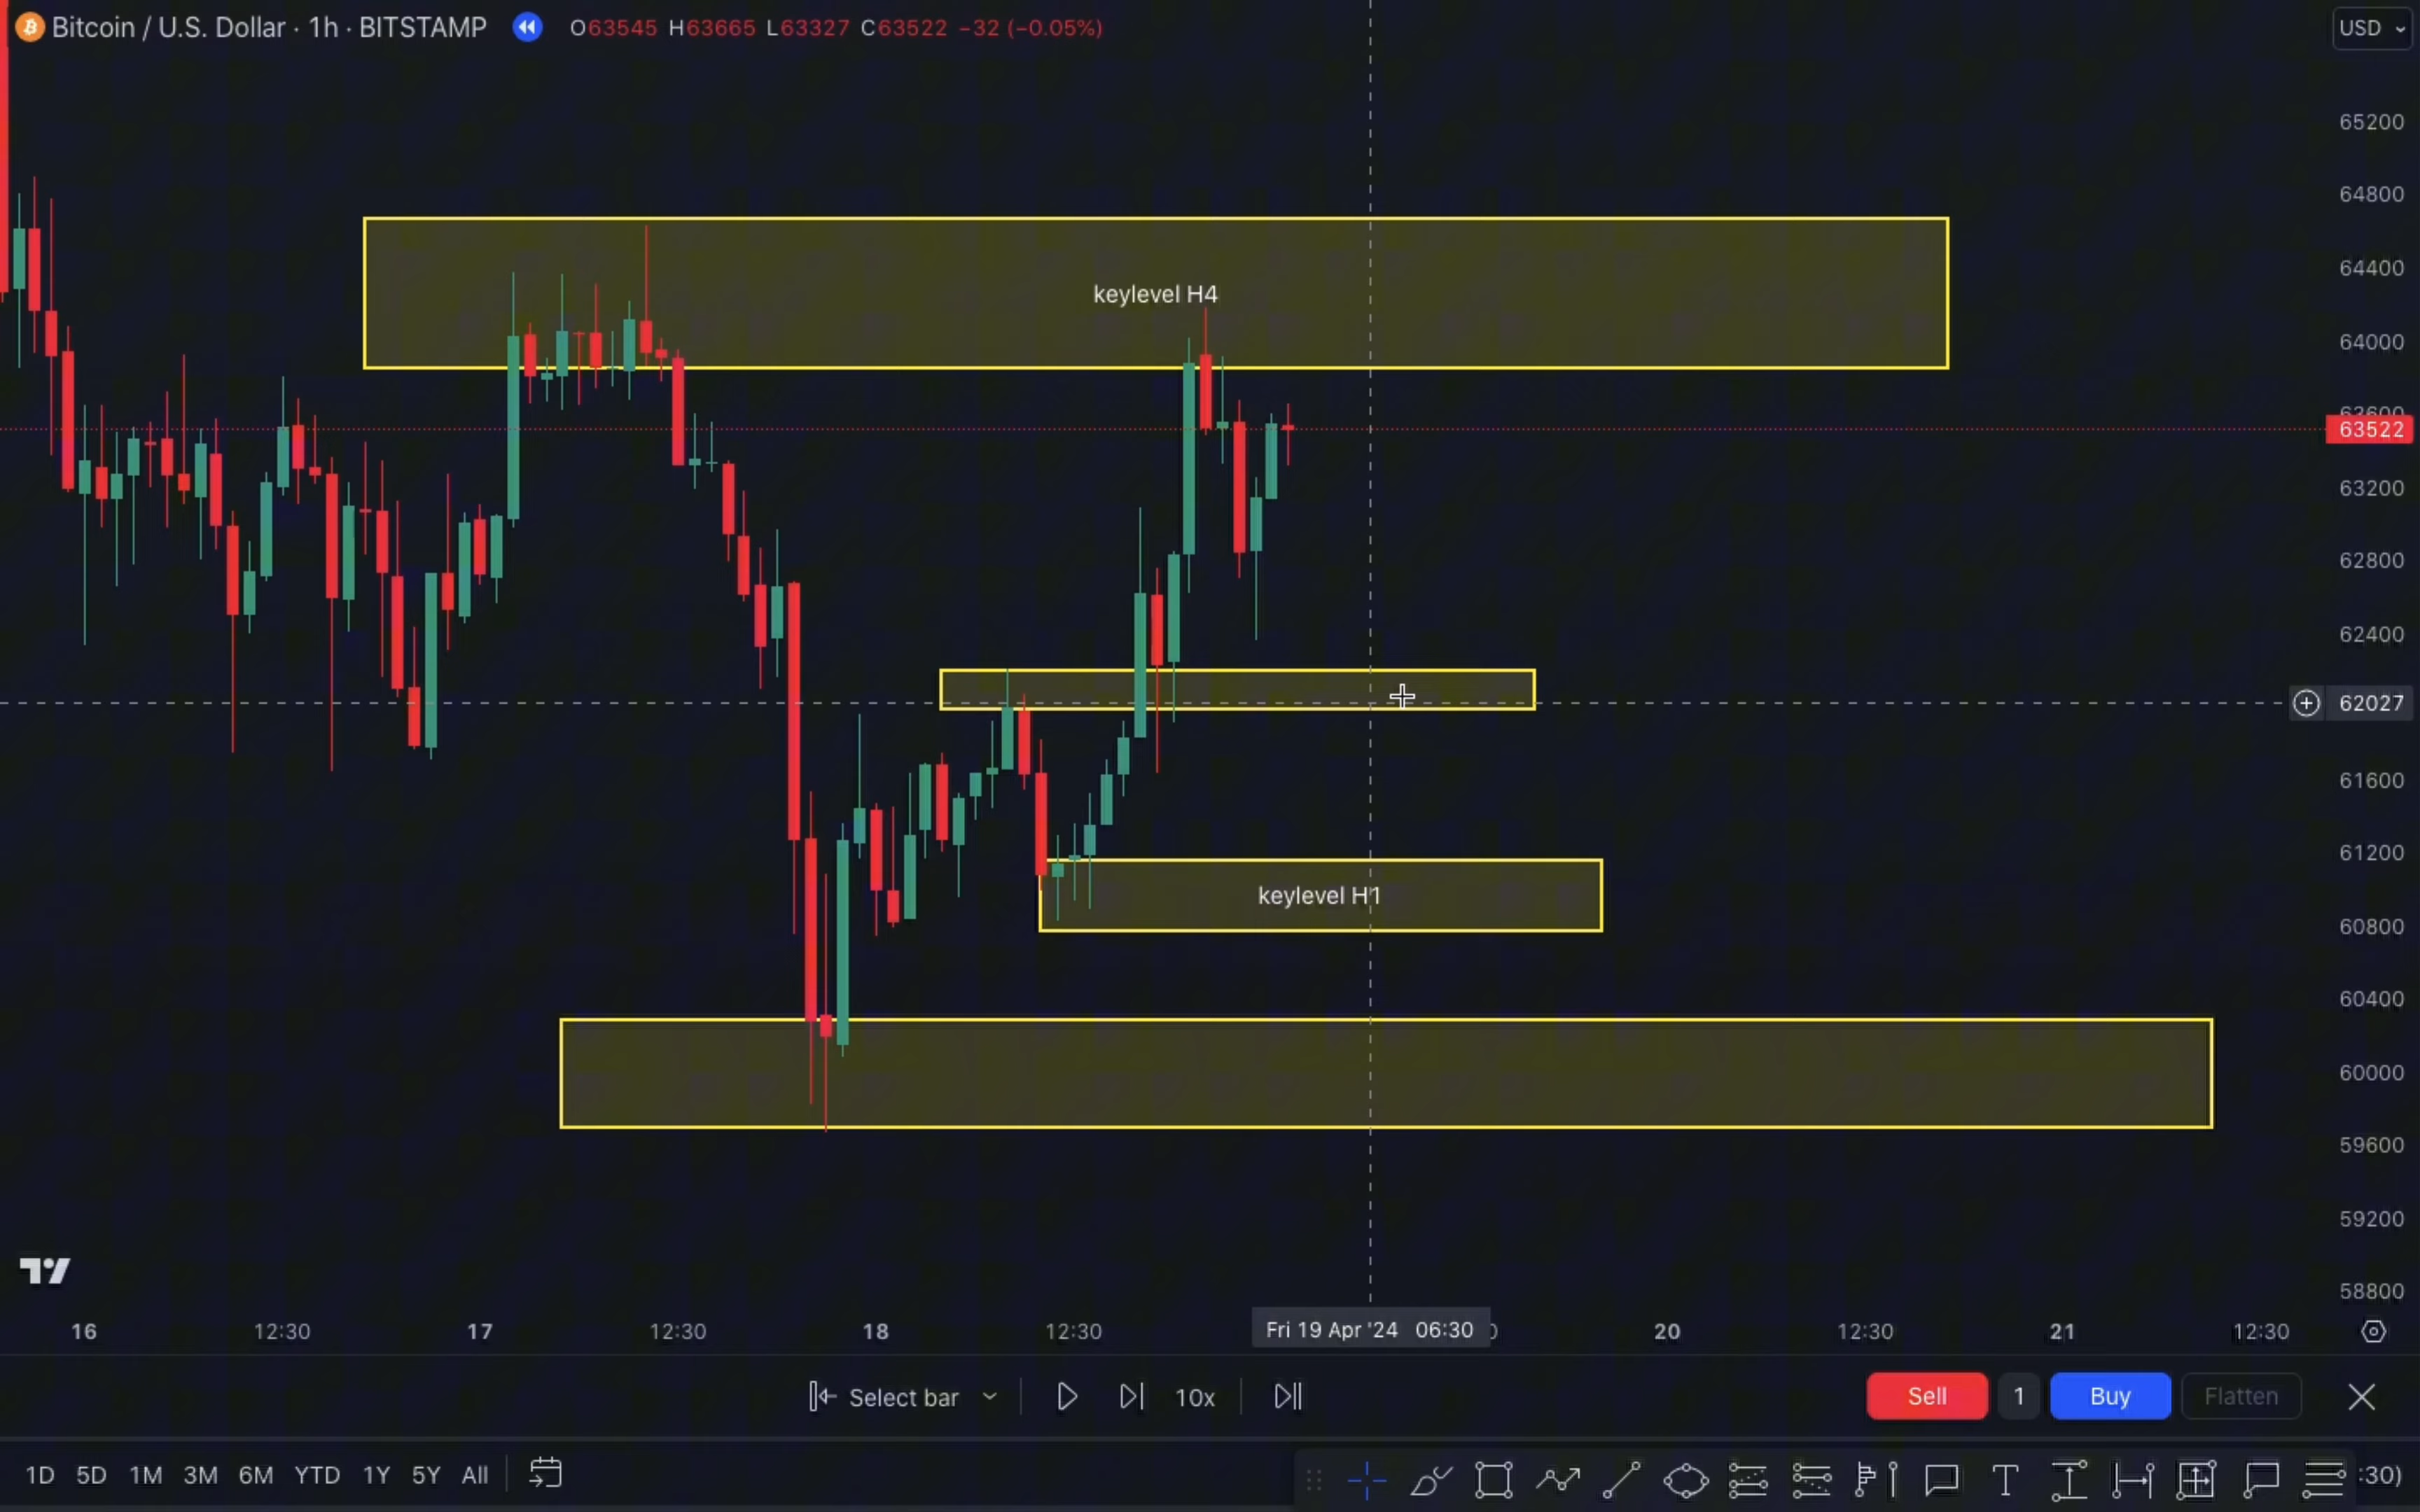 Bitcoin / U.S. Dollar · 1h · BITSTAMP O63545 H63665 L63327 C63522 −32 (−0.05%)
USD
65200
64800
64400
keylevel H4
64000
63600
63522
63200
62800
62400
62027
61600
61200
keylevel H1
60800
60400
60000
59600
59200
58800
16 12:30 17 12:30 18 12:30 Fri 19 Apr '24 06:30 0 20 12:30 21 12:30
Select bar 10x Sell 1 Buy Flatten
1D 5D 1M 3M 6M YTD 1Y 5Y All :30)